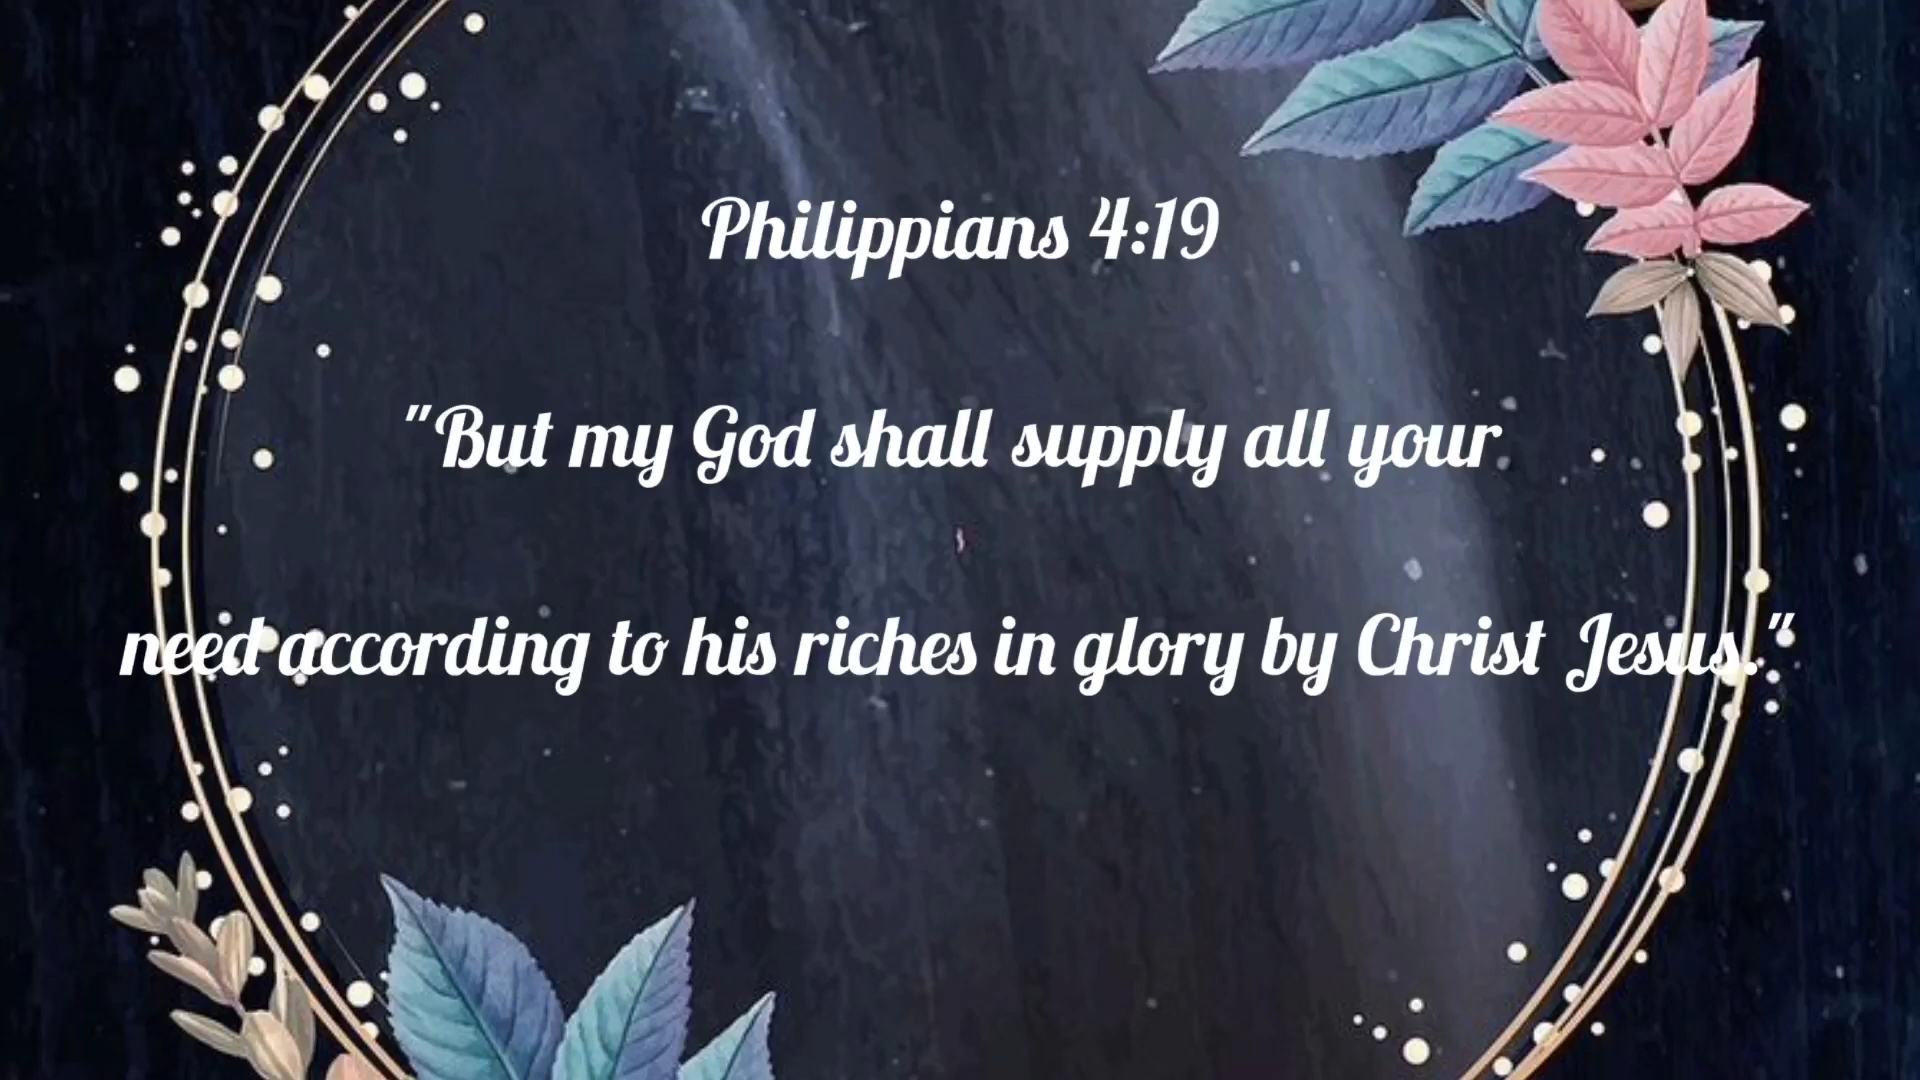 Philippians 4:19
"But my God shall supply all your
need according to his riches in glory by Christ Jesus."